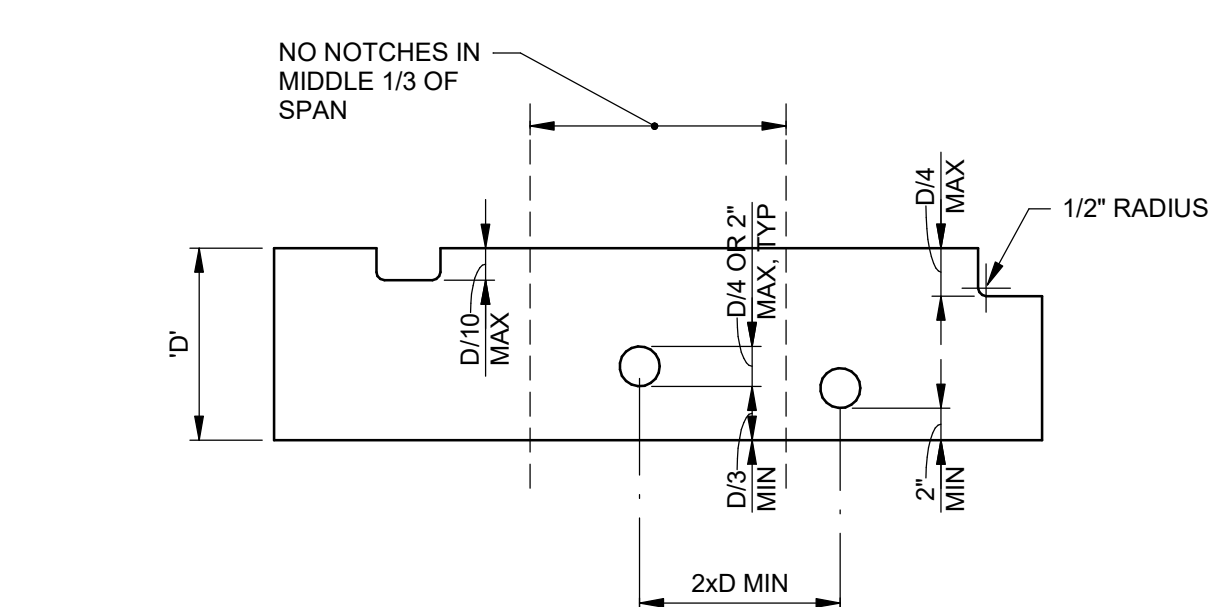 NO NOTCHES IN
MIDDLE 1/3 OF
SPAN
D/4
MAX
1/2" RADIUS
D/4 OR 2"
MAX, TYP
'D'
D/10
MAX
D/3
MIN
2"
MIN
2xD MIN